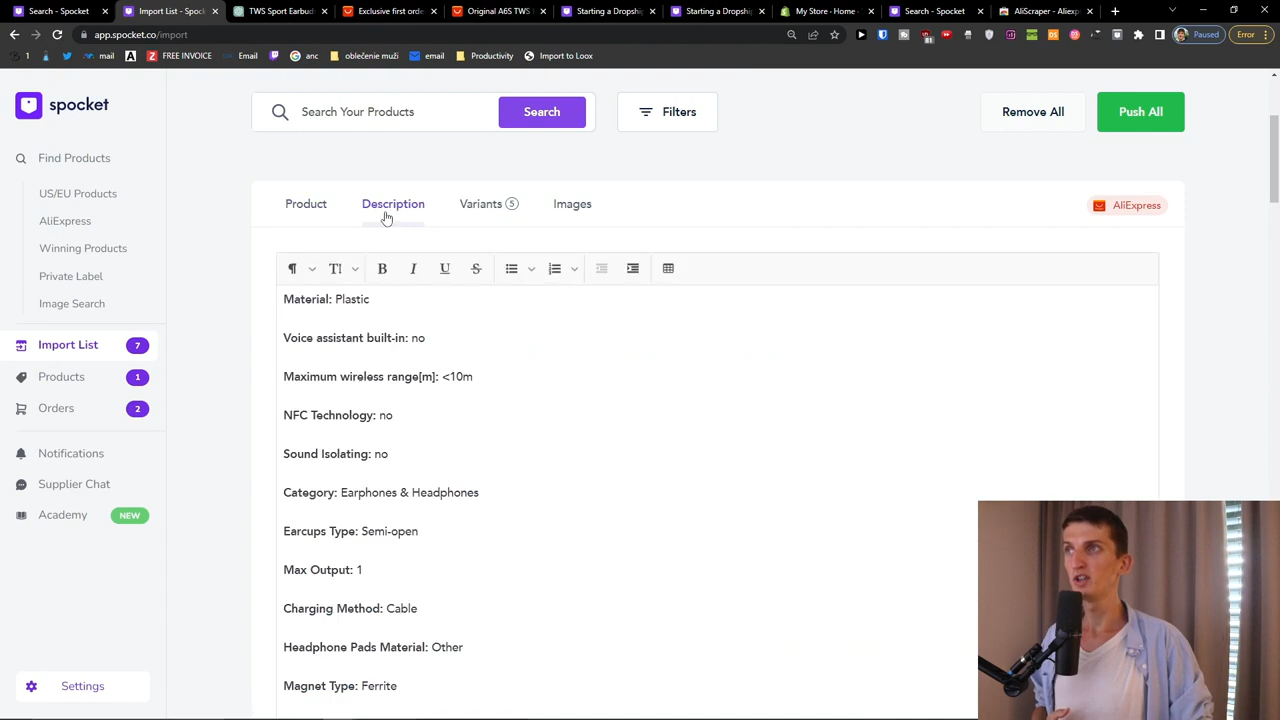 Search - Spocket
Import List - Spock
TWS Sport Earbud
Exclusive first orde
Original A6S TWS
Starting a Dropship
Starting a Dropship
My Store - Home -
Search - Spocket
AliScraper - Aliexp
app.spocket.co/import
Paused
Error
1
mail
FREE INVOICE
Email
anc
oblečenie muži
email
Productivity
Import to Loox
spocket
Search Your Products
Search
Filters
Remove All
Push All
Find Products
US/EU Products
AliExpress
Winning Products
Private Label
Image Search
Import List 7
Products 1
Orders 2
Notifications
Supplier Chat
Academy NEW
Settings
Product
Description
Variants 5
Images
AliExpress
Material: Plastic
Voice assistant built-in: no
Maximum wireless range[m]: <10m
NFC Technology: no
Sound Isolating: no
Category: Earphones & Headphones
Earcups Type: Semi-open
Max Output: 1
Charging Method: Cable
Headphone Pads Material: Other
Magnet Type: Ferrite